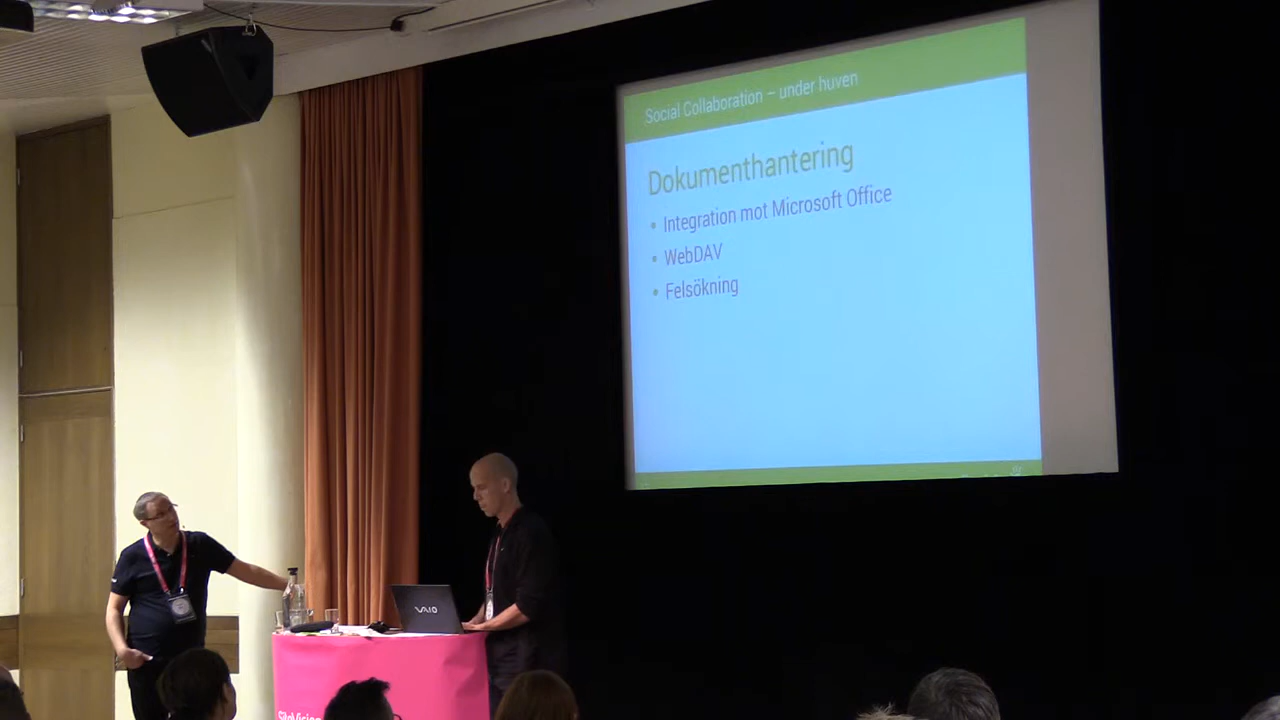 Social Collaboration – under huven
Dokumenthantering
• Integration mot Microsoft Office
• WebDAV
• Felsökning
VAIO